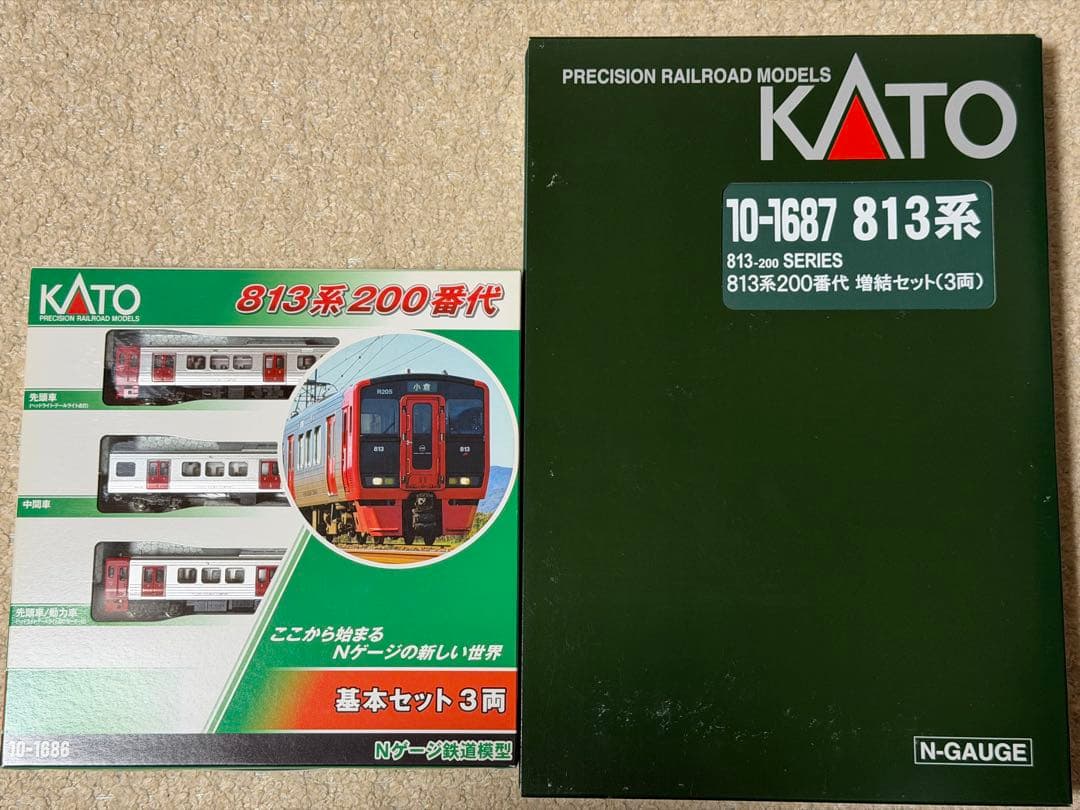 KATO
PRECISION RAILROAD MODELS
813系200番代
先頭車
中間車
先頭車/動力車
R205
小倉
813
813
ここから始まる
Nゲージの新しい世界
基本セット3両
10-1686
Nゲージ鉄道模型
PRECISION RAILROAD MODELS
KATO
10-1687 813系
813-200 SERIES
813系200番代 増結セット(3両)
N-GAUGE